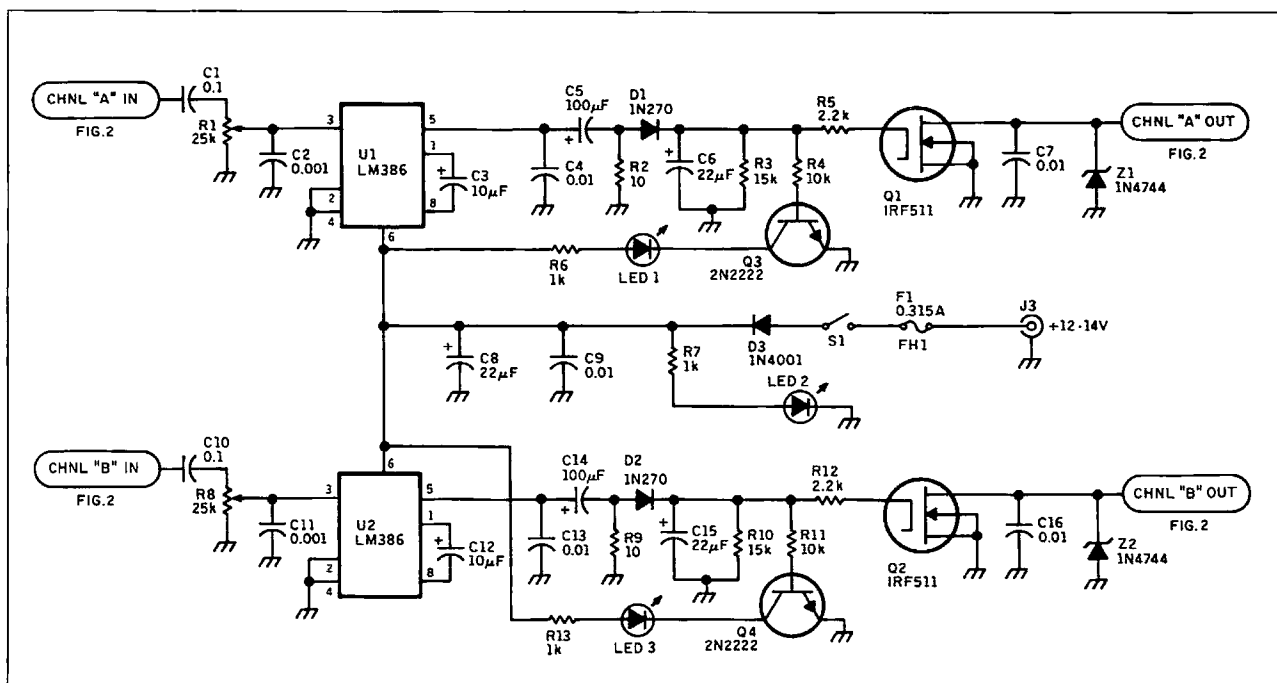 CHNL "A" IN
FIG.2
C1
0.1
R1
25k
C2
0.001
3
2
4
U1
LM386
5
1
8
6
C3
10µF
C4
0.01
C5
100µF
+
R2
10
D1
1N270
+
C6
22µF
R3
15k
R4
10k
R5
2.2k
Q1
IRF511
C7
0.01
Z1
1N4744
CHNL "A" OUT
FIG.2
R6
1k
LED 1
Q3
2N2222
+
C8
22µF
C9
0.01
R7
1k
LED 2
D3
1N4001
S1
F1
0.315A
FH1
J3
+12-14V
CHNL "B" IN
FIG.2
C10
0.1
R8
25k
C11
0.001
6
3
2
4
U2
LM386
5
1
8
+
C12
10µF
C13
0.01
C14
100µF
+
R9
10
D2
1N270
+
C15
22µF
R10
15k
R11
10k
R12
2.2k
Q2
IRF511
C16
0.01
Z2
1N4744
CHNL "B" OUT
FIG.2
R13
1k
LED 3
Q4
2N2222